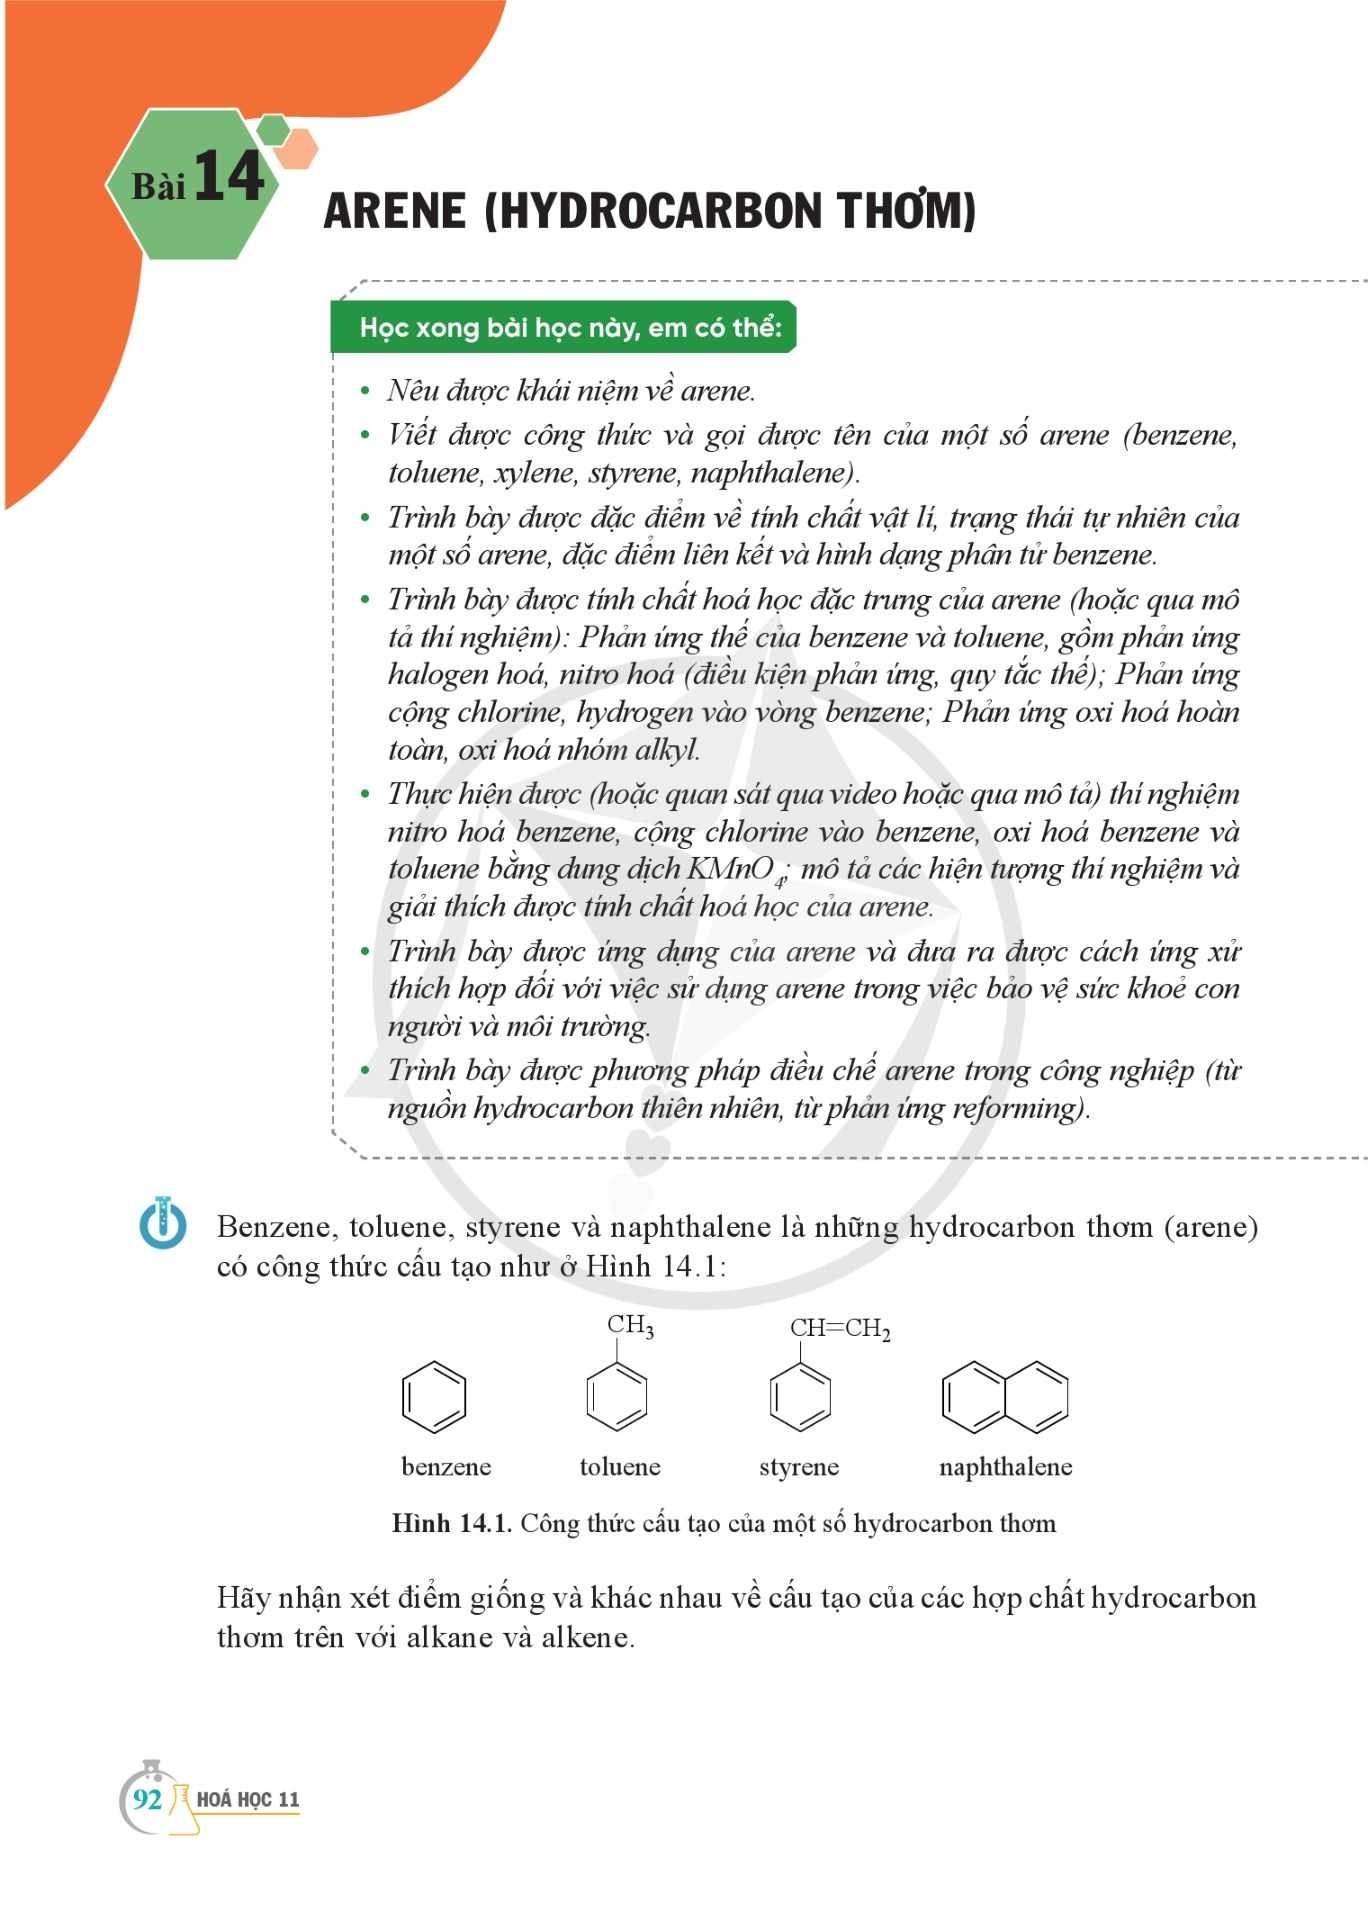 Bài 14
ARENE (HYDROCARBON THƠM)
Học xong bài học này, em có thể:
• Nêu được khái niệm về arene.
• Viết được công thức và gọi được tên của một số arene (benzene,
toluene, xylene, styrene, naphthalene).
• Trình bày được đặc điểm về tính chất vật lí, trạng thái tự nhiên của
một số arene, đặc điểm liên kết và hình dạng phân tử benzene.
• Trình bày được tính chất hoá học đặc trưng của arene (hoặc qua mô
tả thí nghiệm): Phản ứng thế của benzene và toluene, gồm phản ứng
halogen hoá, nitro hoá (điều kiện phản ứng, quy tắc thế); Phản ứng
cộng chlorine, hydrogen vào vòng benzene; Phản ứng oxi hoá hoàn
toàn, oxi hoá nhóm alkyl.
• Thực hiện được (hoặc quan sát qua video hoặc qua mô tả) thí nghiệm
nitro hoá benzene, cộng chlorine vào benzene, oxi hoá benzene và
toluene bằng dung dịch KMnO₄; mô tả các hiện tượng thí nghiệm và
giải thích được tính chất hoá học của arene.
• Trình bày được ứng dụng của arene và đưa ra được cách ứng xử
thích hợp đối với việc sử dụng arene trong việc bảo vệ sức khoẻ con
người và môi trường.
• Trình bày được phương pháp điều chế arene trong công nghiệp (từ
nguồn hydrocarbon thiên nhiên, từ phản ứng reforming).
Benzene, toluene, styrene và naphthalene là những hydrocarbon thơm (arene)
có công thức cấu tạo như ở Hình 14.1:
CH₃ CH=CH₂
benzene toluene styrene naphthalene
Hình 14.1. Công thức cấu tạo của một số hydrocarbon thơm
Hãy nhận xét điểm giống và khác nhau về cấu tạo của các hợp chất hydrocarbon
thơm trên với alkane và alkene.
92 HOÁ HỌC 11